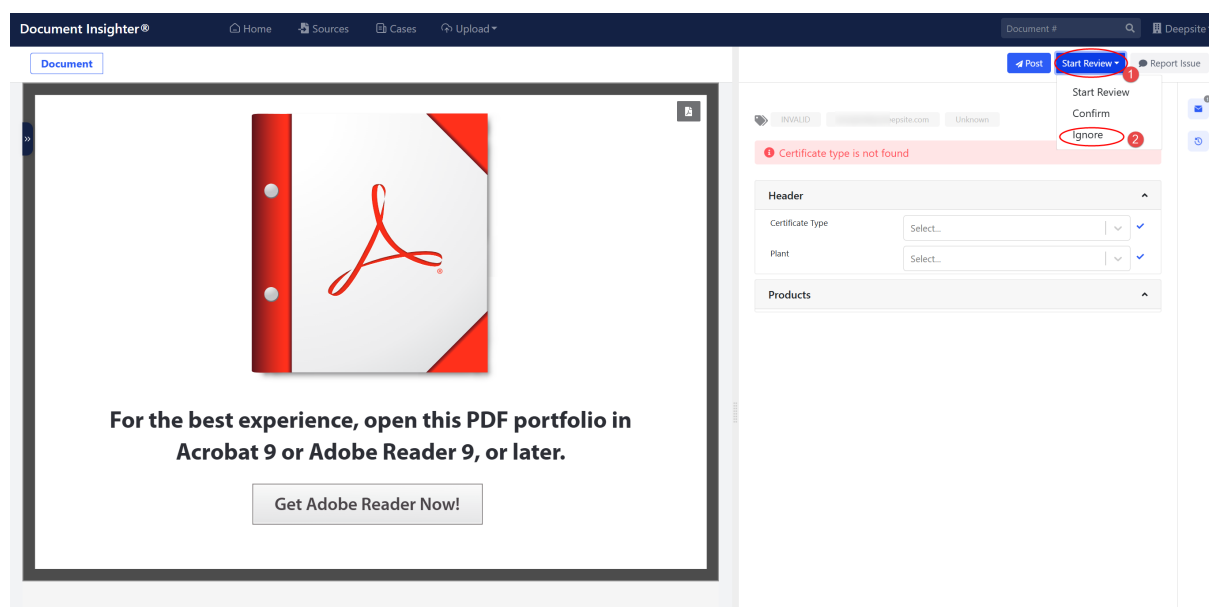 Document Insighter®
Home
Sources
Cases
Upload
Document #
Deepsite
Document
Post
Start Review
Report Issue
1
Start Review
Confirm
Ignore
2
INVALID
epsite.com
Unknown
Certificate type is not found
Header
Certificate Type
Select...
Plant
Select...
Products
®
For the best experience, open this PDF portfolio in
Acrobat 9 or Adobe Reader 9, or later.
Get Adobe Reader Now!